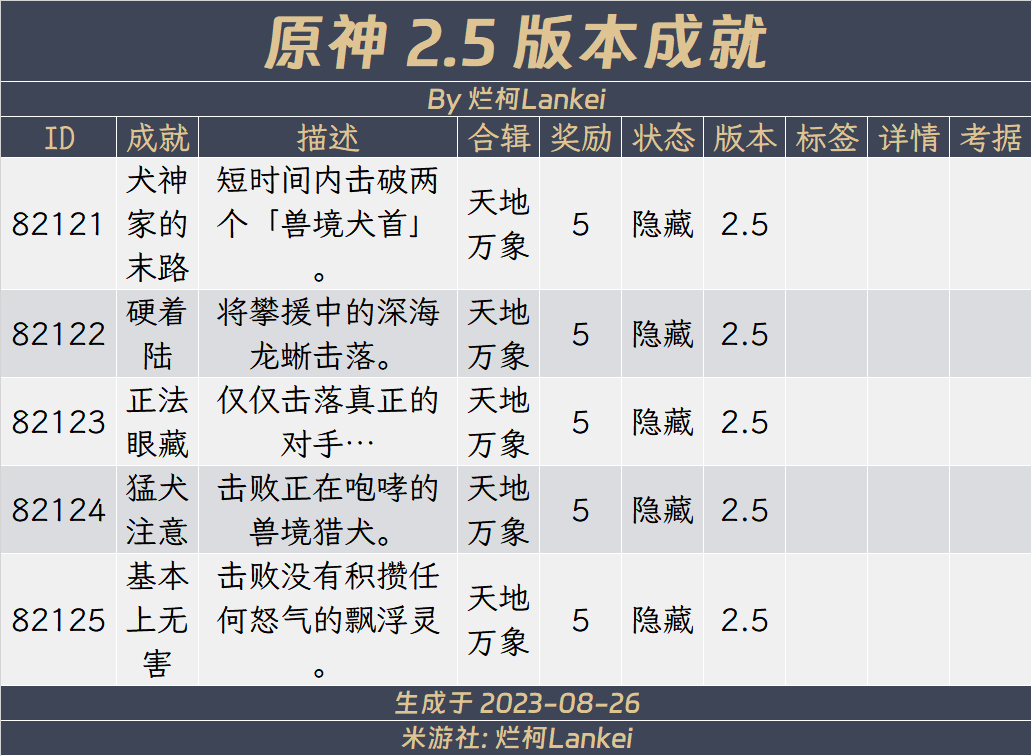 原神 2.5 版本成就
By 烂柯Lankei
ID 成就 描述 合辑 奖励 状态 版本 标签 详情 考据
82121 犬神家的末路 短时间内击破两个「兽境犬首」。 天地万象 5 隐藏 2.5
82122 硬着陆 将攀援中的深海龙蜥击落。 天地万象 5 隐藏 2.5
82123 正法眼藏 仅仅击落真正的对手… 天地万象 5 隐藏 2.5
82124 猛犬注意 击败正在咆哮的兽境猎犬。 天地万象 5 隐藏 2.5
82125 基本上无害 击败没有积攒任何怒气的飘浮灵。 天地万象 5 隐藏 2.5
生成于 2023-08-26
米游社: 烂柯Lankei